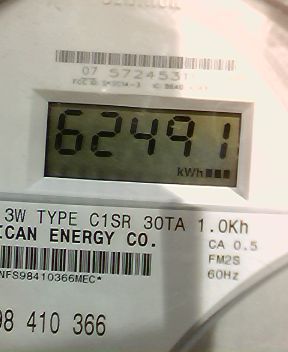 07 572453
62491
kWh
3W TYPE C1SR 30TA 1.0Kh
ICAN ENERGY CO.
CA 0.5
FM2S
60Hz
NFS98410366MEC*
98 410 366